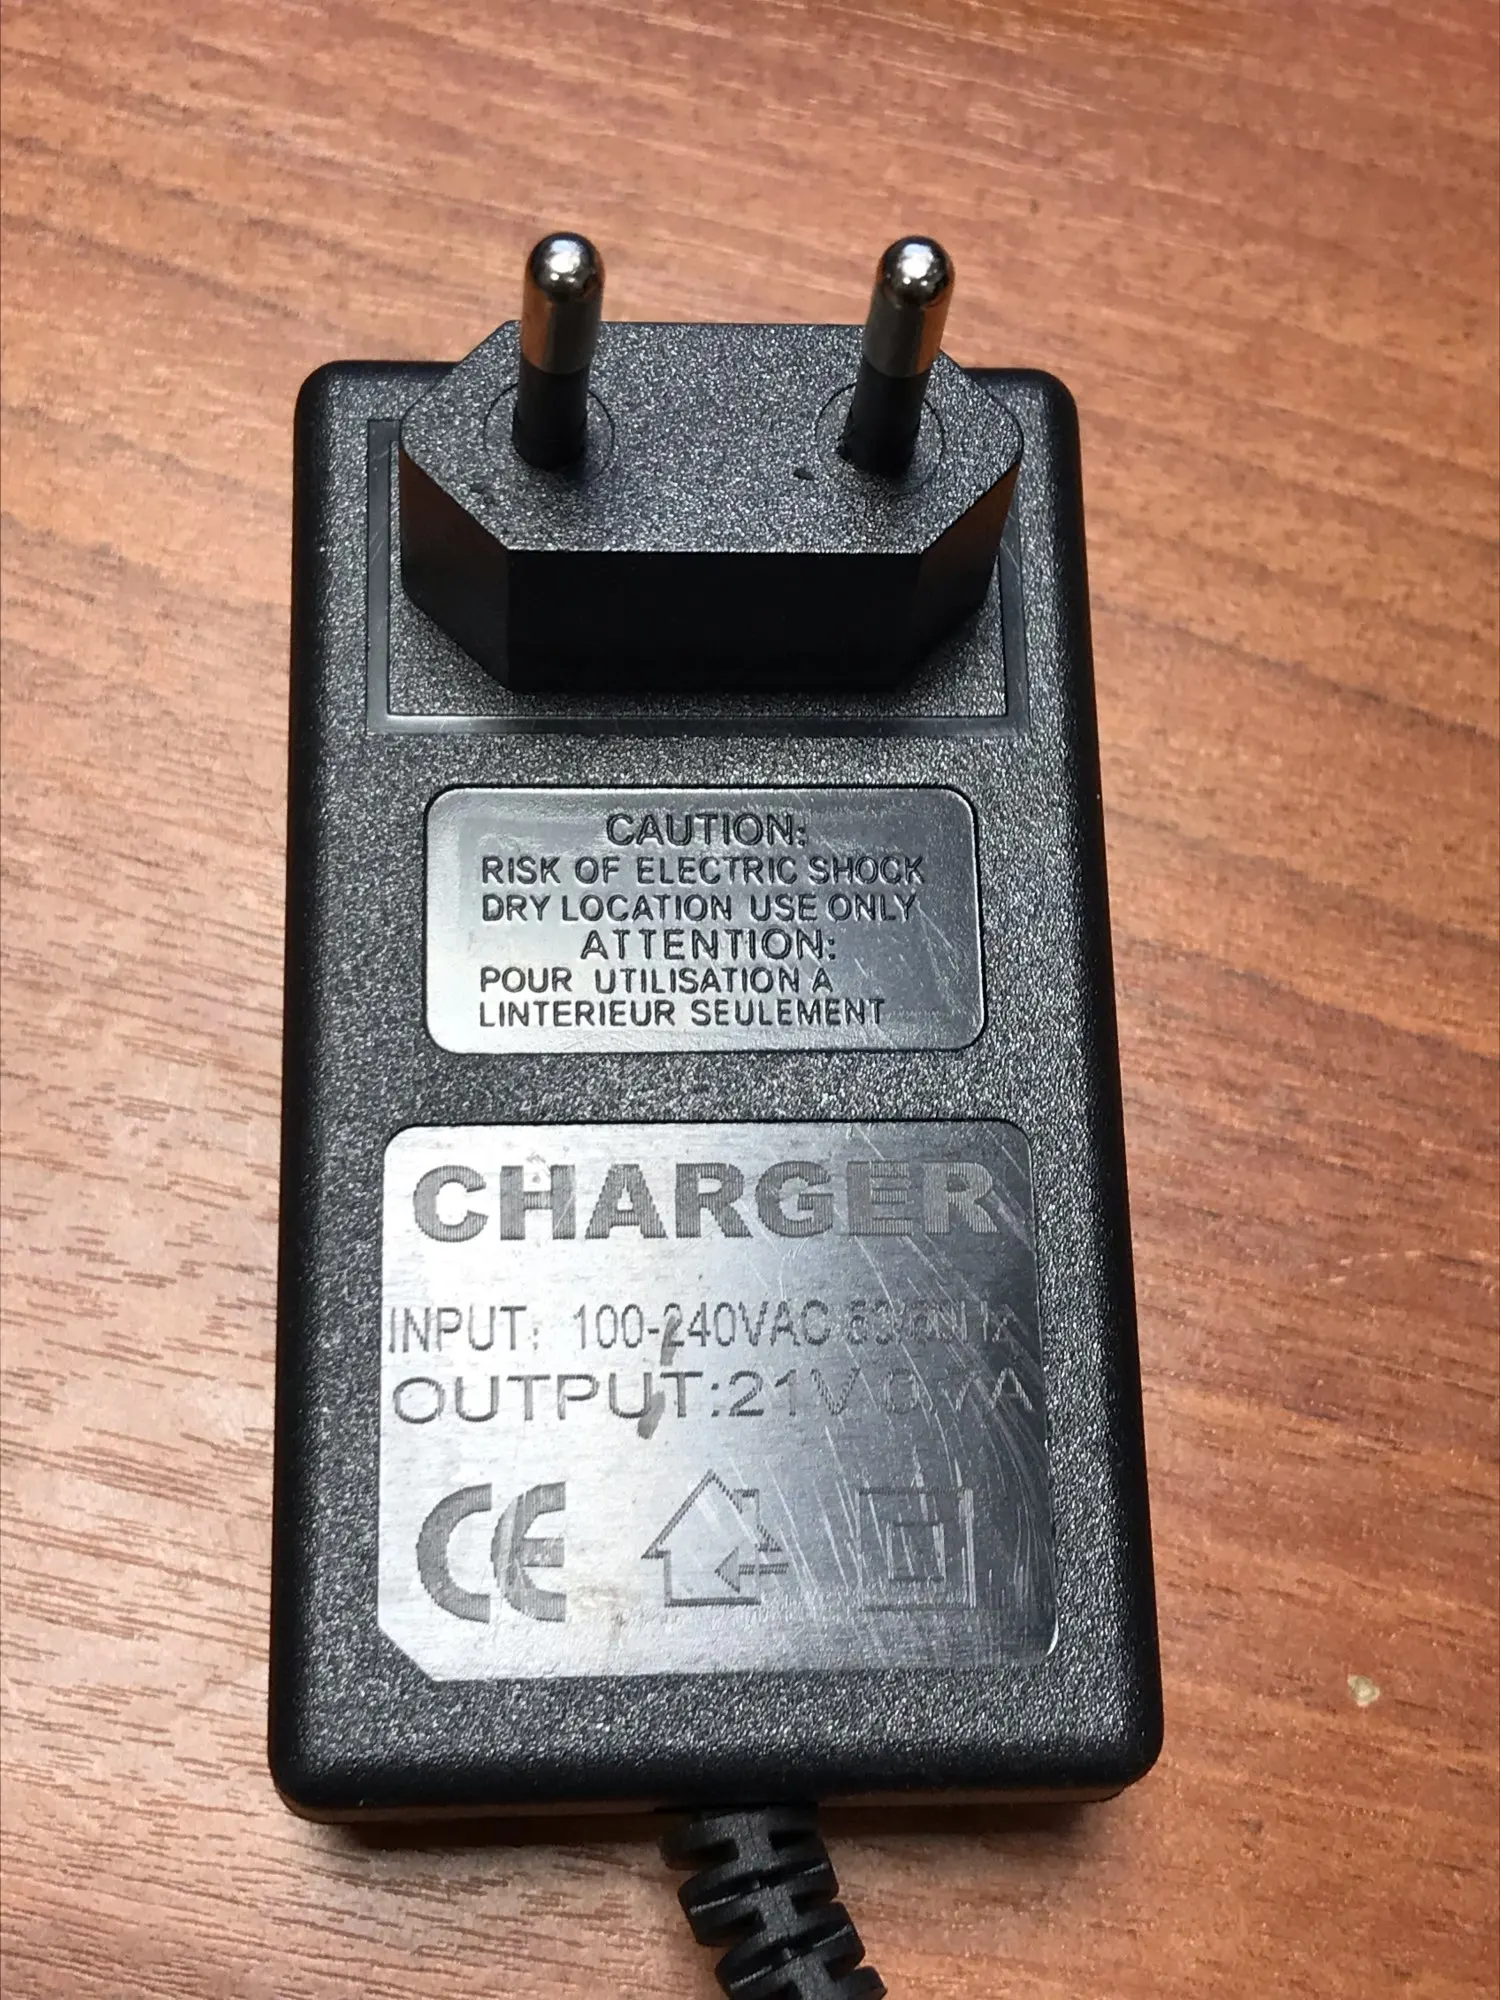 CAUTION:
RISK OF ELECTRIC SHOCK
DRY LOCATION USE ONLY
ATTENTION:
POUR UTILISATION A
LINTERIEUR SEULEMENT
CHARGER
INPUT: 100-240VAC
OUTPUT:21V
CE